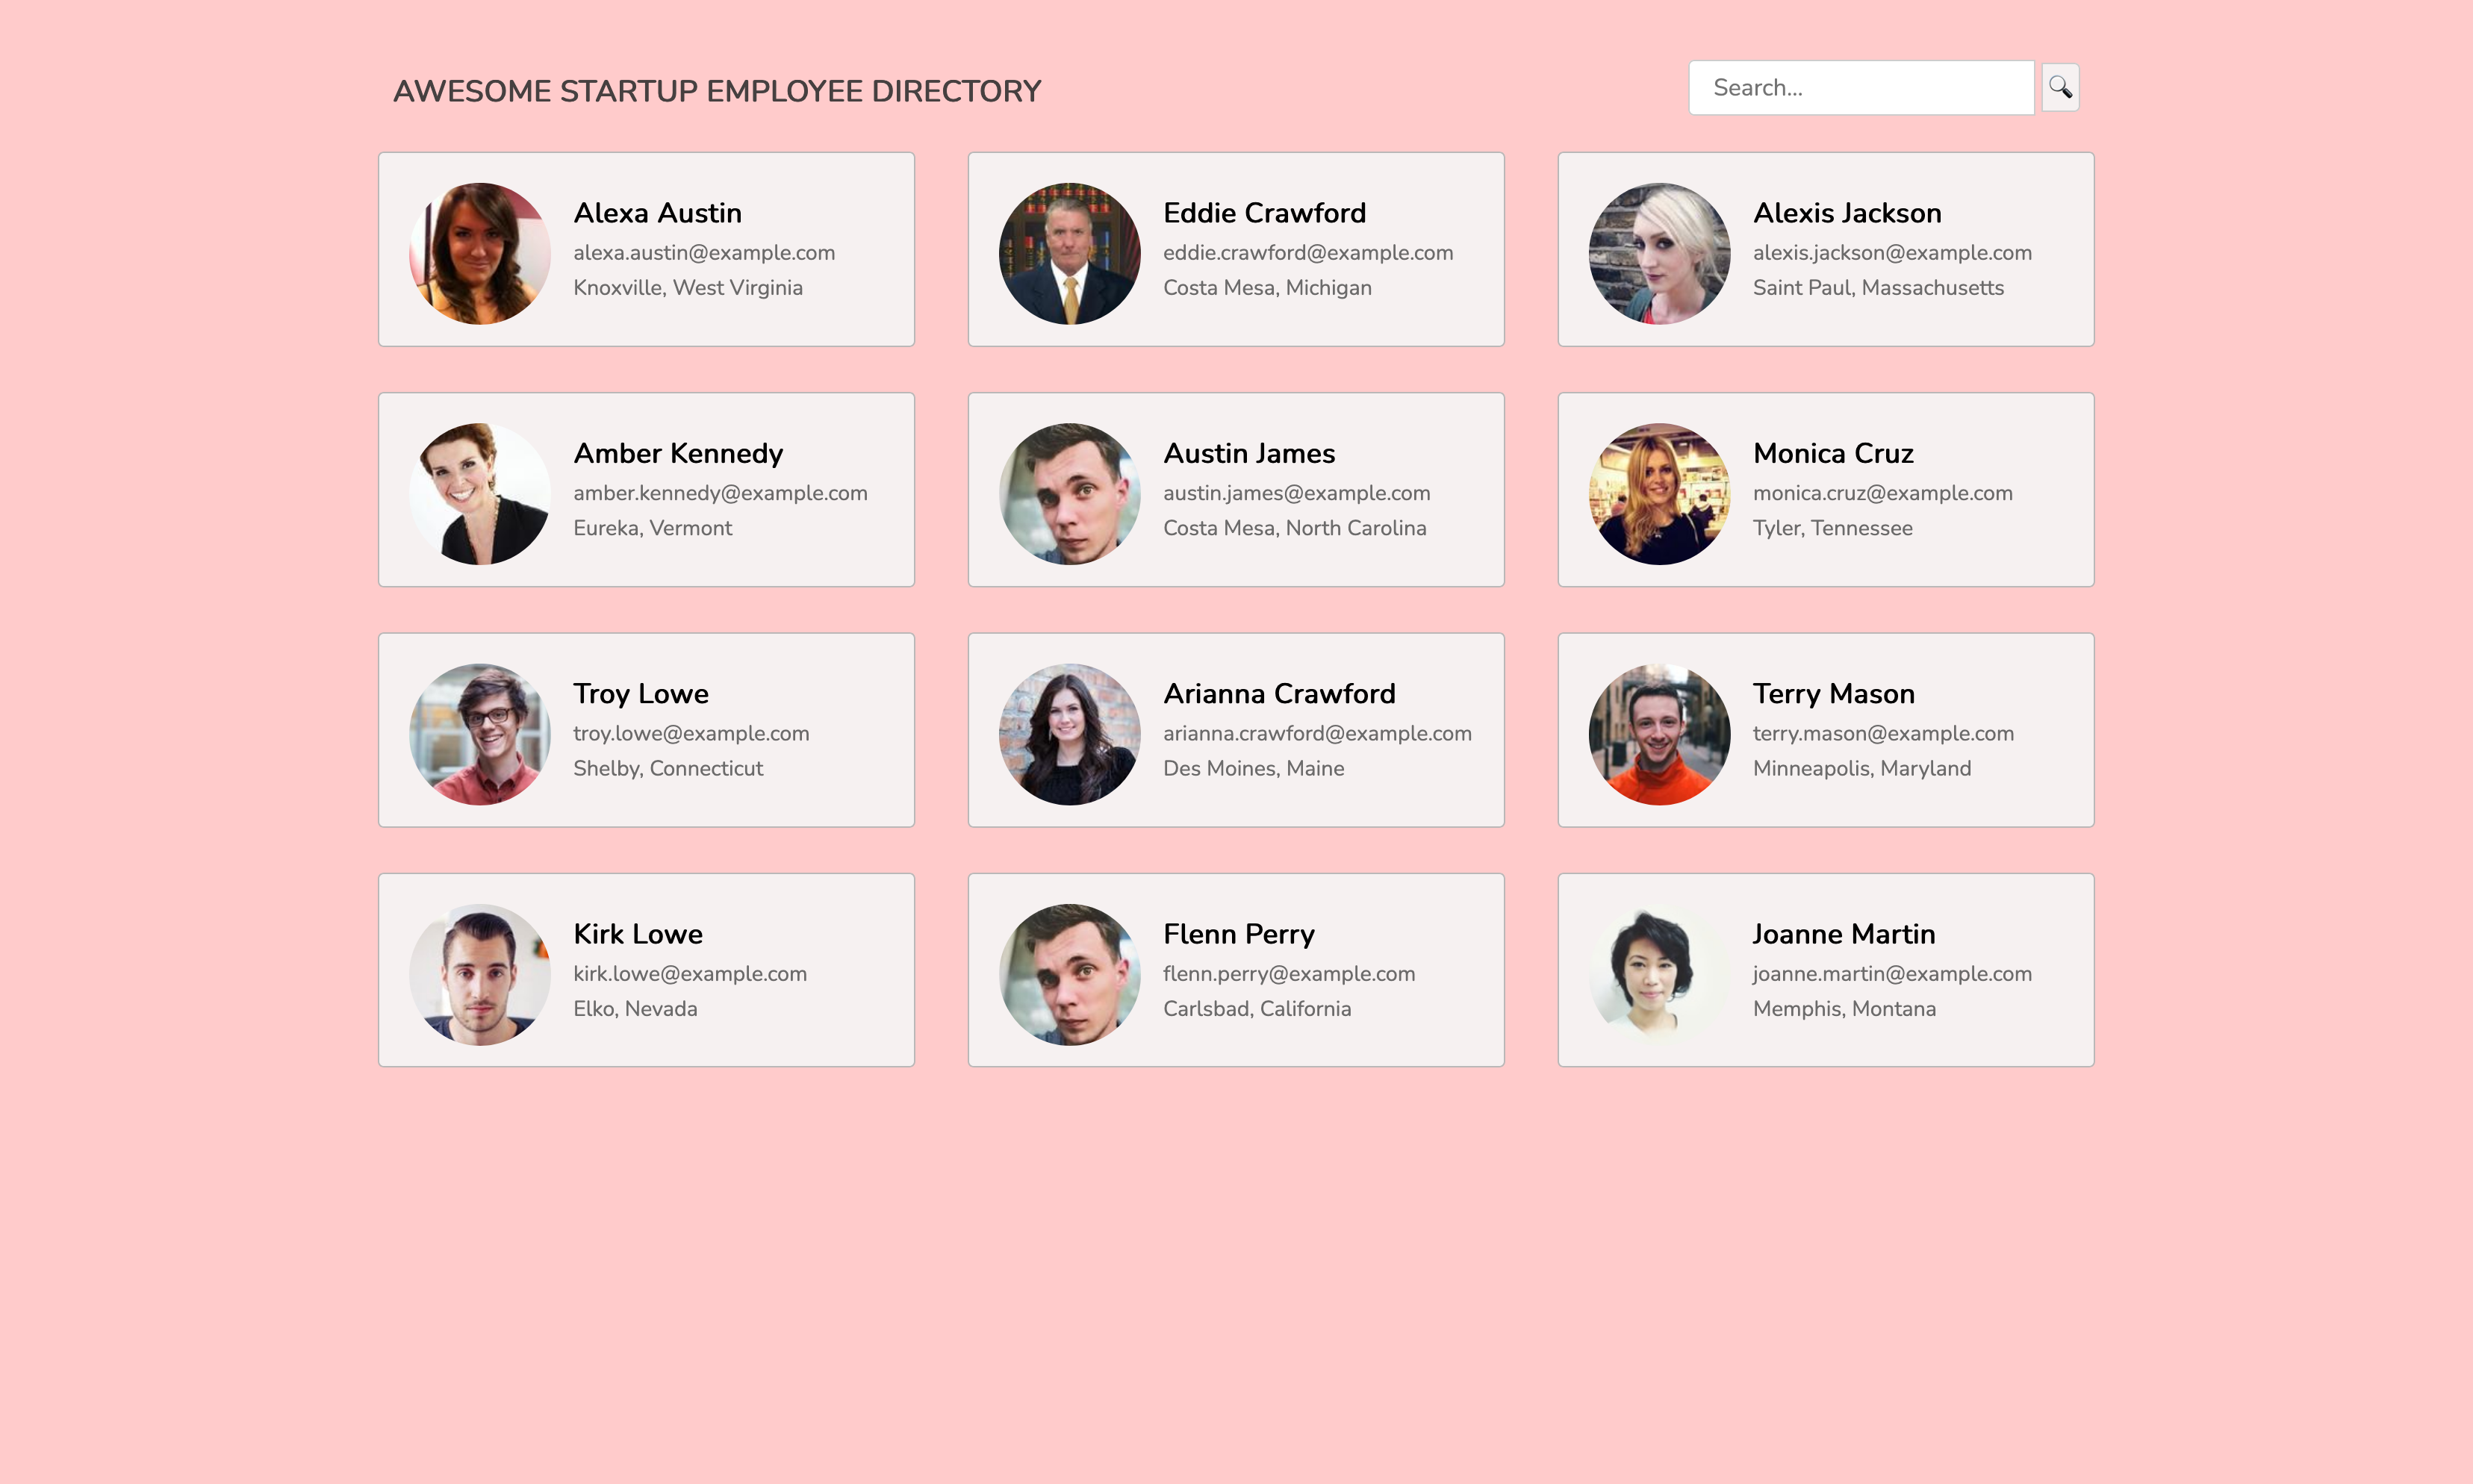 AWESOME STARTUP EMPLOYEE DIRECTORY
Search...
Alexa Austin
alexa.austin@example.com
Knoxville, West Virginia
Eddie Crawford
eddie.crawford@example.com
Costa Mesa, Michigan
Alexis Jackson
alexis.jackson@example.com
Saint Paul, Massachusetts
Amber Kennedy
amber.kennedy@example.com
Eureka, Vermont
Austin James
austin.james@example.com
Costa Mesa, North Carolina
Monica Cruz
monica.cruz@example.com
Tyler, Tennessee
Troy Lowe
troy.lowe@example.com
Shelby, Connecticut
Arianna Crawford
arianna.crawford@example.com
Des Moines, Maine
Terry Mason
terry.mason@example.com
Minneapolis, Maryland
Kirk Lowe
kirk.lowe@example.com
Elko, Nevada
Flenn Perry
flenn.perry@example.com
Carlsbad, California
Joanne Martin
joanne.martin@example.com
Memphis, Montana